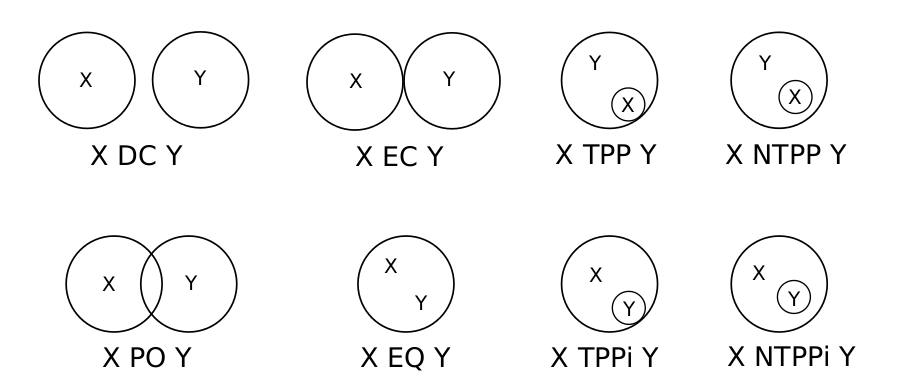 X Y X Y Y X Y X
X DC Y X EC Y X TPP Y X NTPP Y
X Y X Y X Y X Y
X PO Y X EQ Y X TPPi Y X NTPPi Y